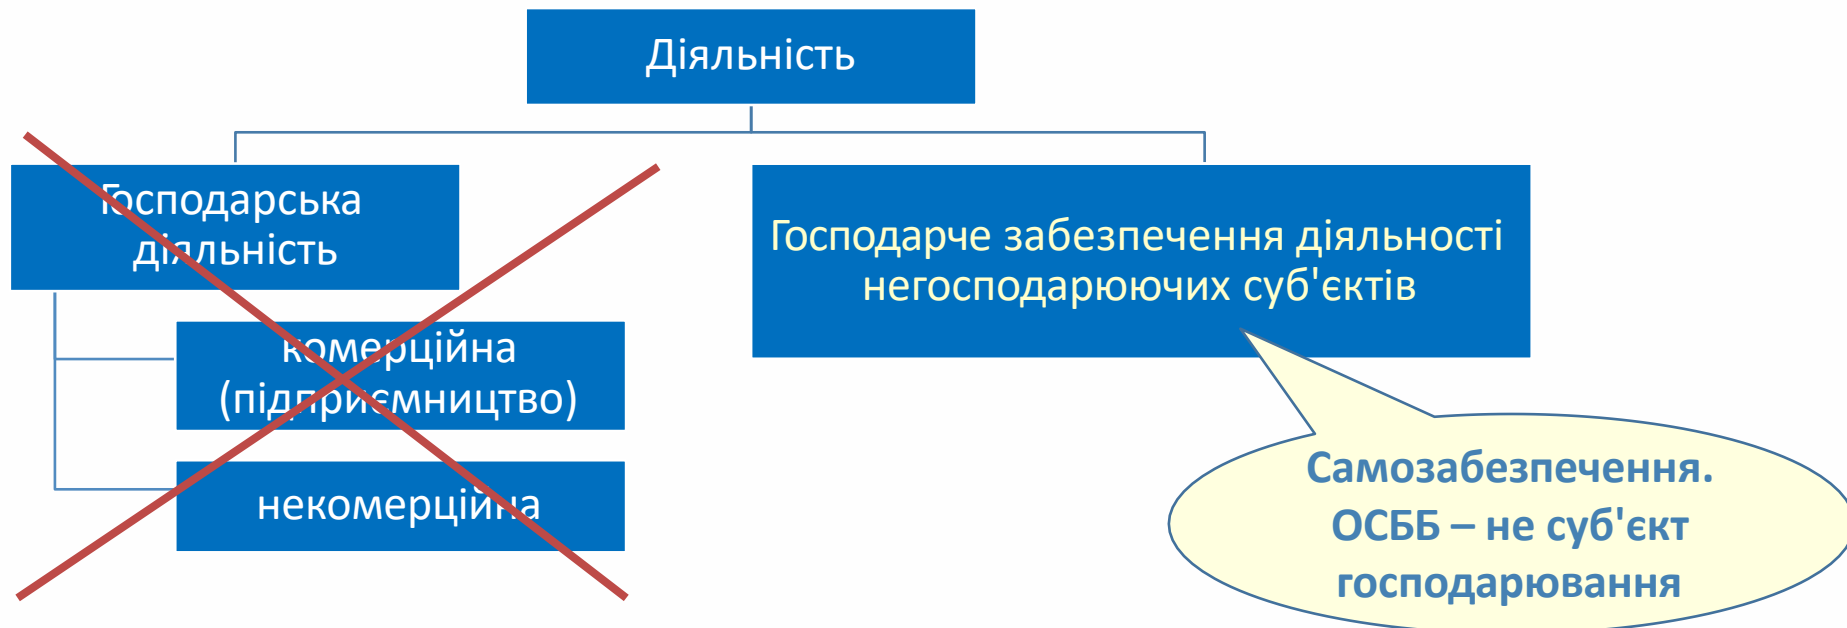 Діяльність
Господарська
діяльність
комерційна
(підприємництво)
некомерційна
Господарче забезпечення діяльності
негосподарюючих суб'єктів
Самозабезпечення.
ОСББ – не суб'єкт
господарювання